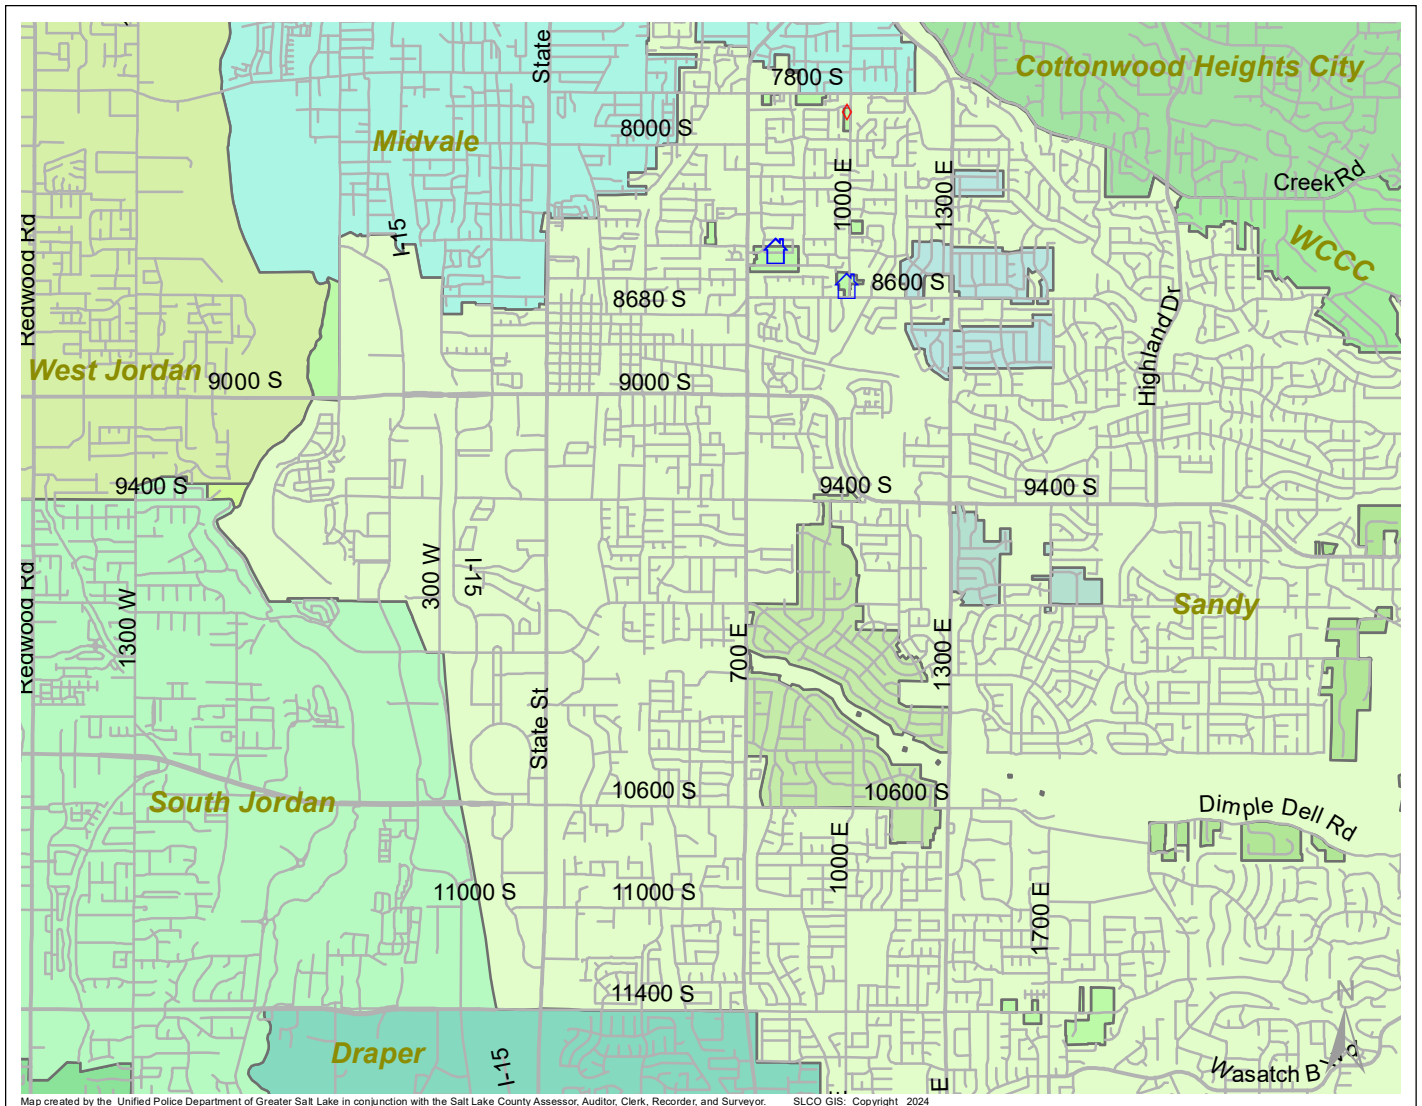 State
7800 S
Cottonwood Heights City
8000 S
Midvale
Creek Rd
1000 E
1300 E
Redwood Rd
I-15
WCCC
8600 S
8680 S
Highland Dr
West Jordan
9000 S
9000 S
9400 S
9400 S
9400 S
300 W
I-15
Redwood Rd
1300 W
Sandy
700 E
1300 E
State St
10600 S
10600 S
South Jordan
Dimple Dell Rd
1000 E
11000 S
11000 S
1700 E
11400 S
N
Draper
I-15
E
Wasatch Blvd
Map created by the Unified Police Department of Greater Salt Lake in conjunction with the Salt Lake County Assessor, Auditor, Clerk, Recorder, and Surveyor. SLCO GIS: Copyright 2024